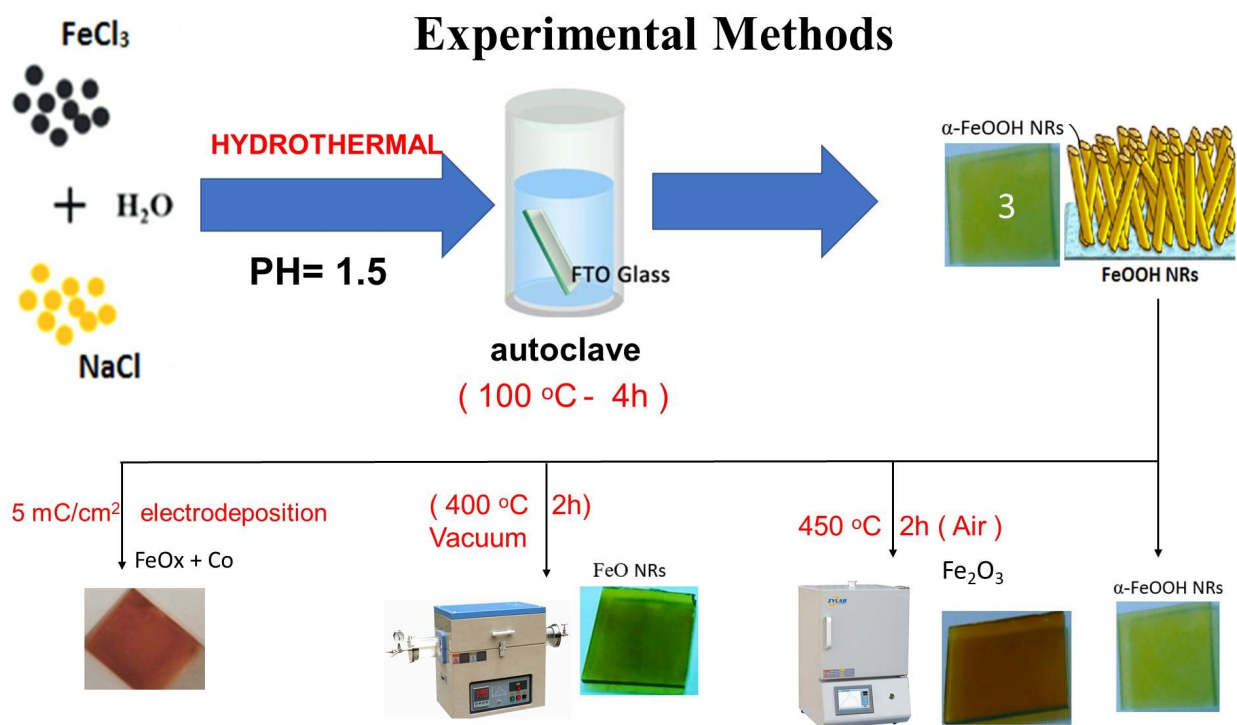 Experimental Methods
FeCl₃
+ H₂O
NaCl
HYDROTHERMAL
PH= 1.5
FTO Glass
autoclave
( 100 ºC - 4h )
α-FeOOH NRs
3
FeOOH NRs
5 mC/cm² electrodeposition
FeOx + Co
( 400 ºC 2h)
Vacuum
FeO NRs
450 ºC 2h ( Air )
Fe₂O₃
ZYLAB
α-FeOOH NRs